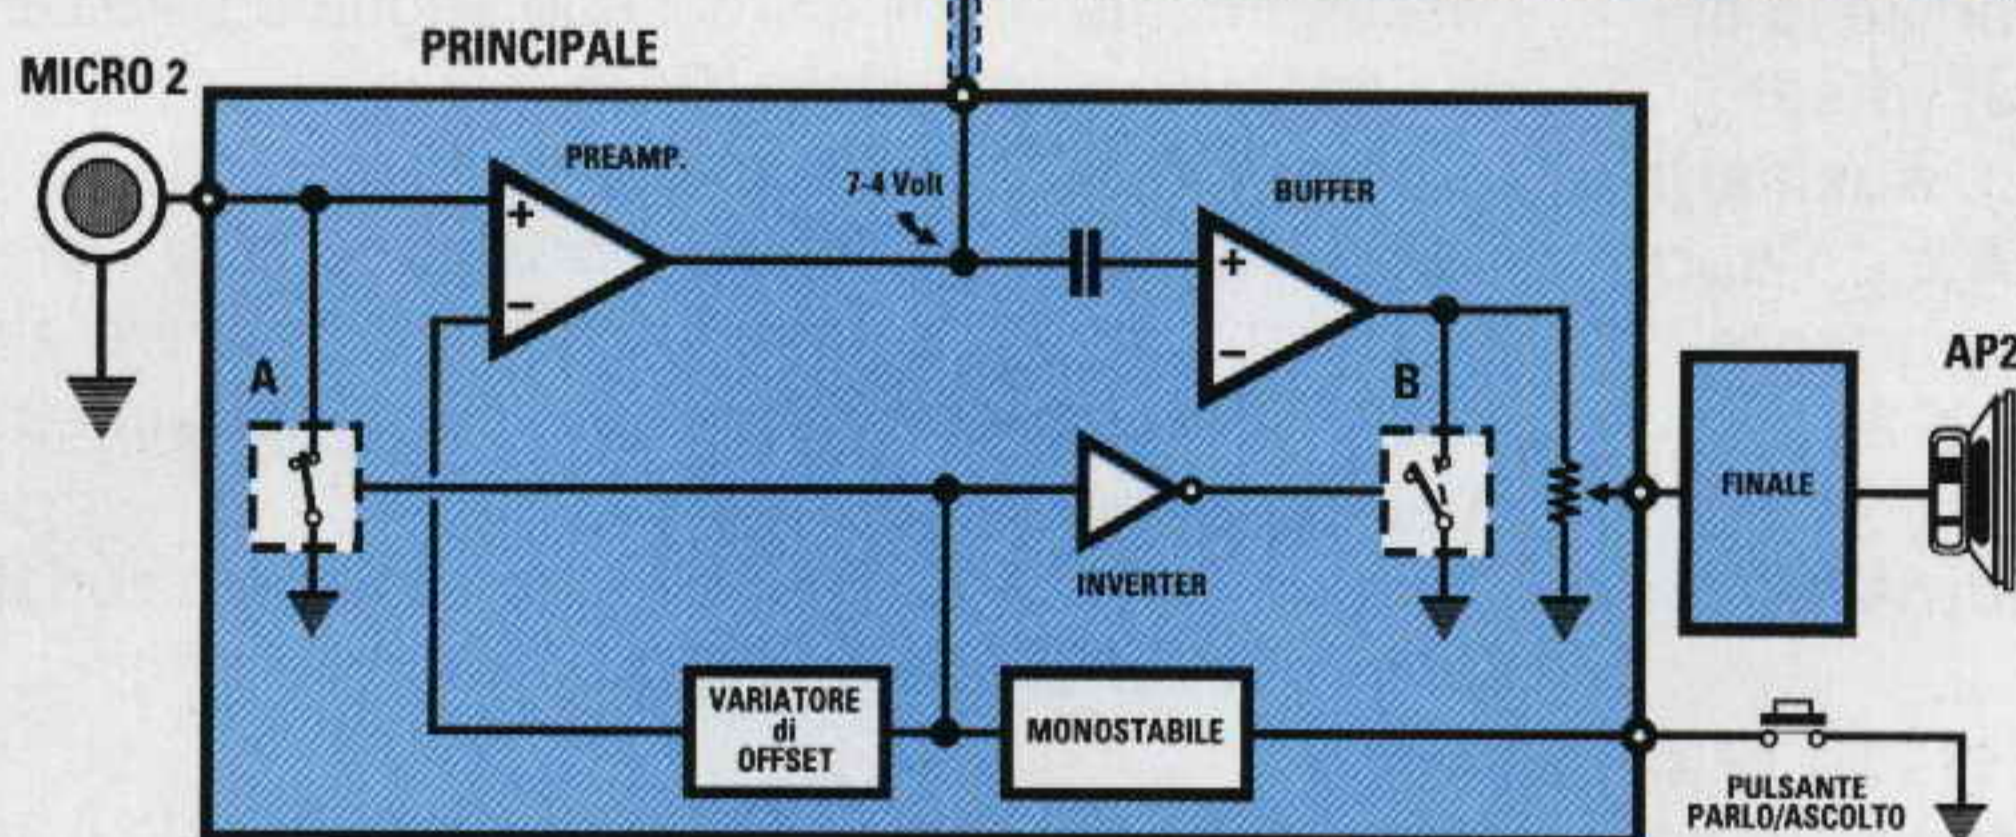 PRINCIPALE
MICRO 2
PREAMP.
7-4 Volt
BUFFER
+
−
+
−
A
B
AP2
FINALE
INVERTER
VARIATORE
di
OFFSET
MONOSTABILE
PULSANTE
PARLO/ASCOLTO